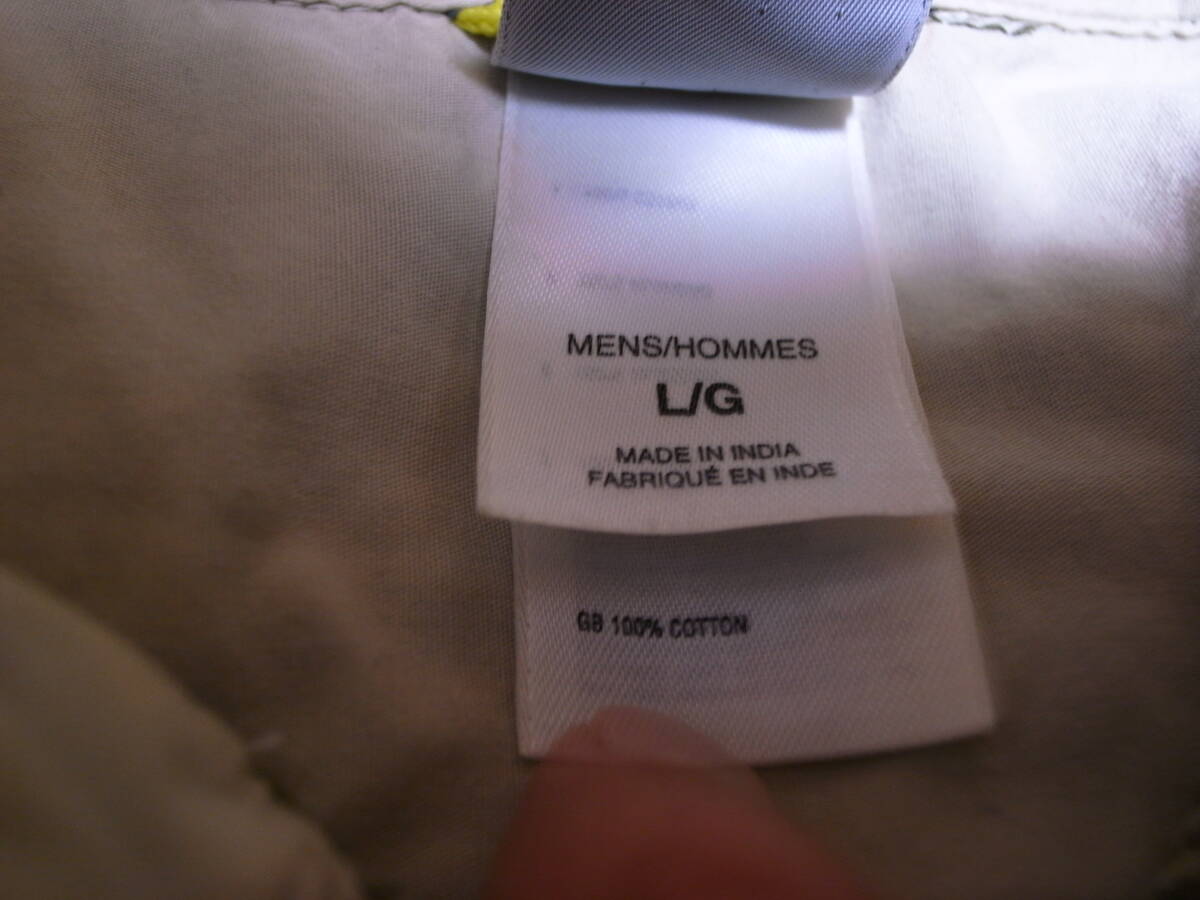 MENS/HOMMES
L/G
MADE IN INDIA
FABRIQUÉ EN INDE
GB 100% COTTON